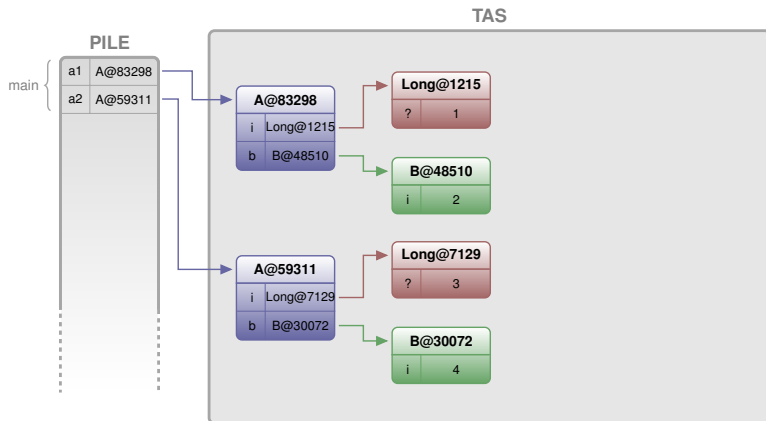 TAS
PILE
main
a1 A@83298
a2 A@59311
A@83298
i Long@1215
b B@48510
Long@1215
? 1
B@48510
i 2
A@59311
i Long@7129
b B@30072
Long@7129
? 3
B@30072
i 4